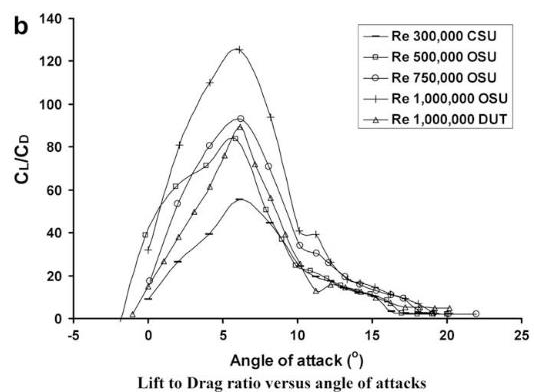 b
140
120
100
80
60
40
20
0
CL/CD
Re 300,000 CSU
Re 500,000 OSU
Re 750,000 OSU
Re 1,000,000 OSU
Re 1,000,000 DUT
-5 0 5 10 15 20 25
Angle of attack (°)
Lift to Drag ratio versus angle of attacks